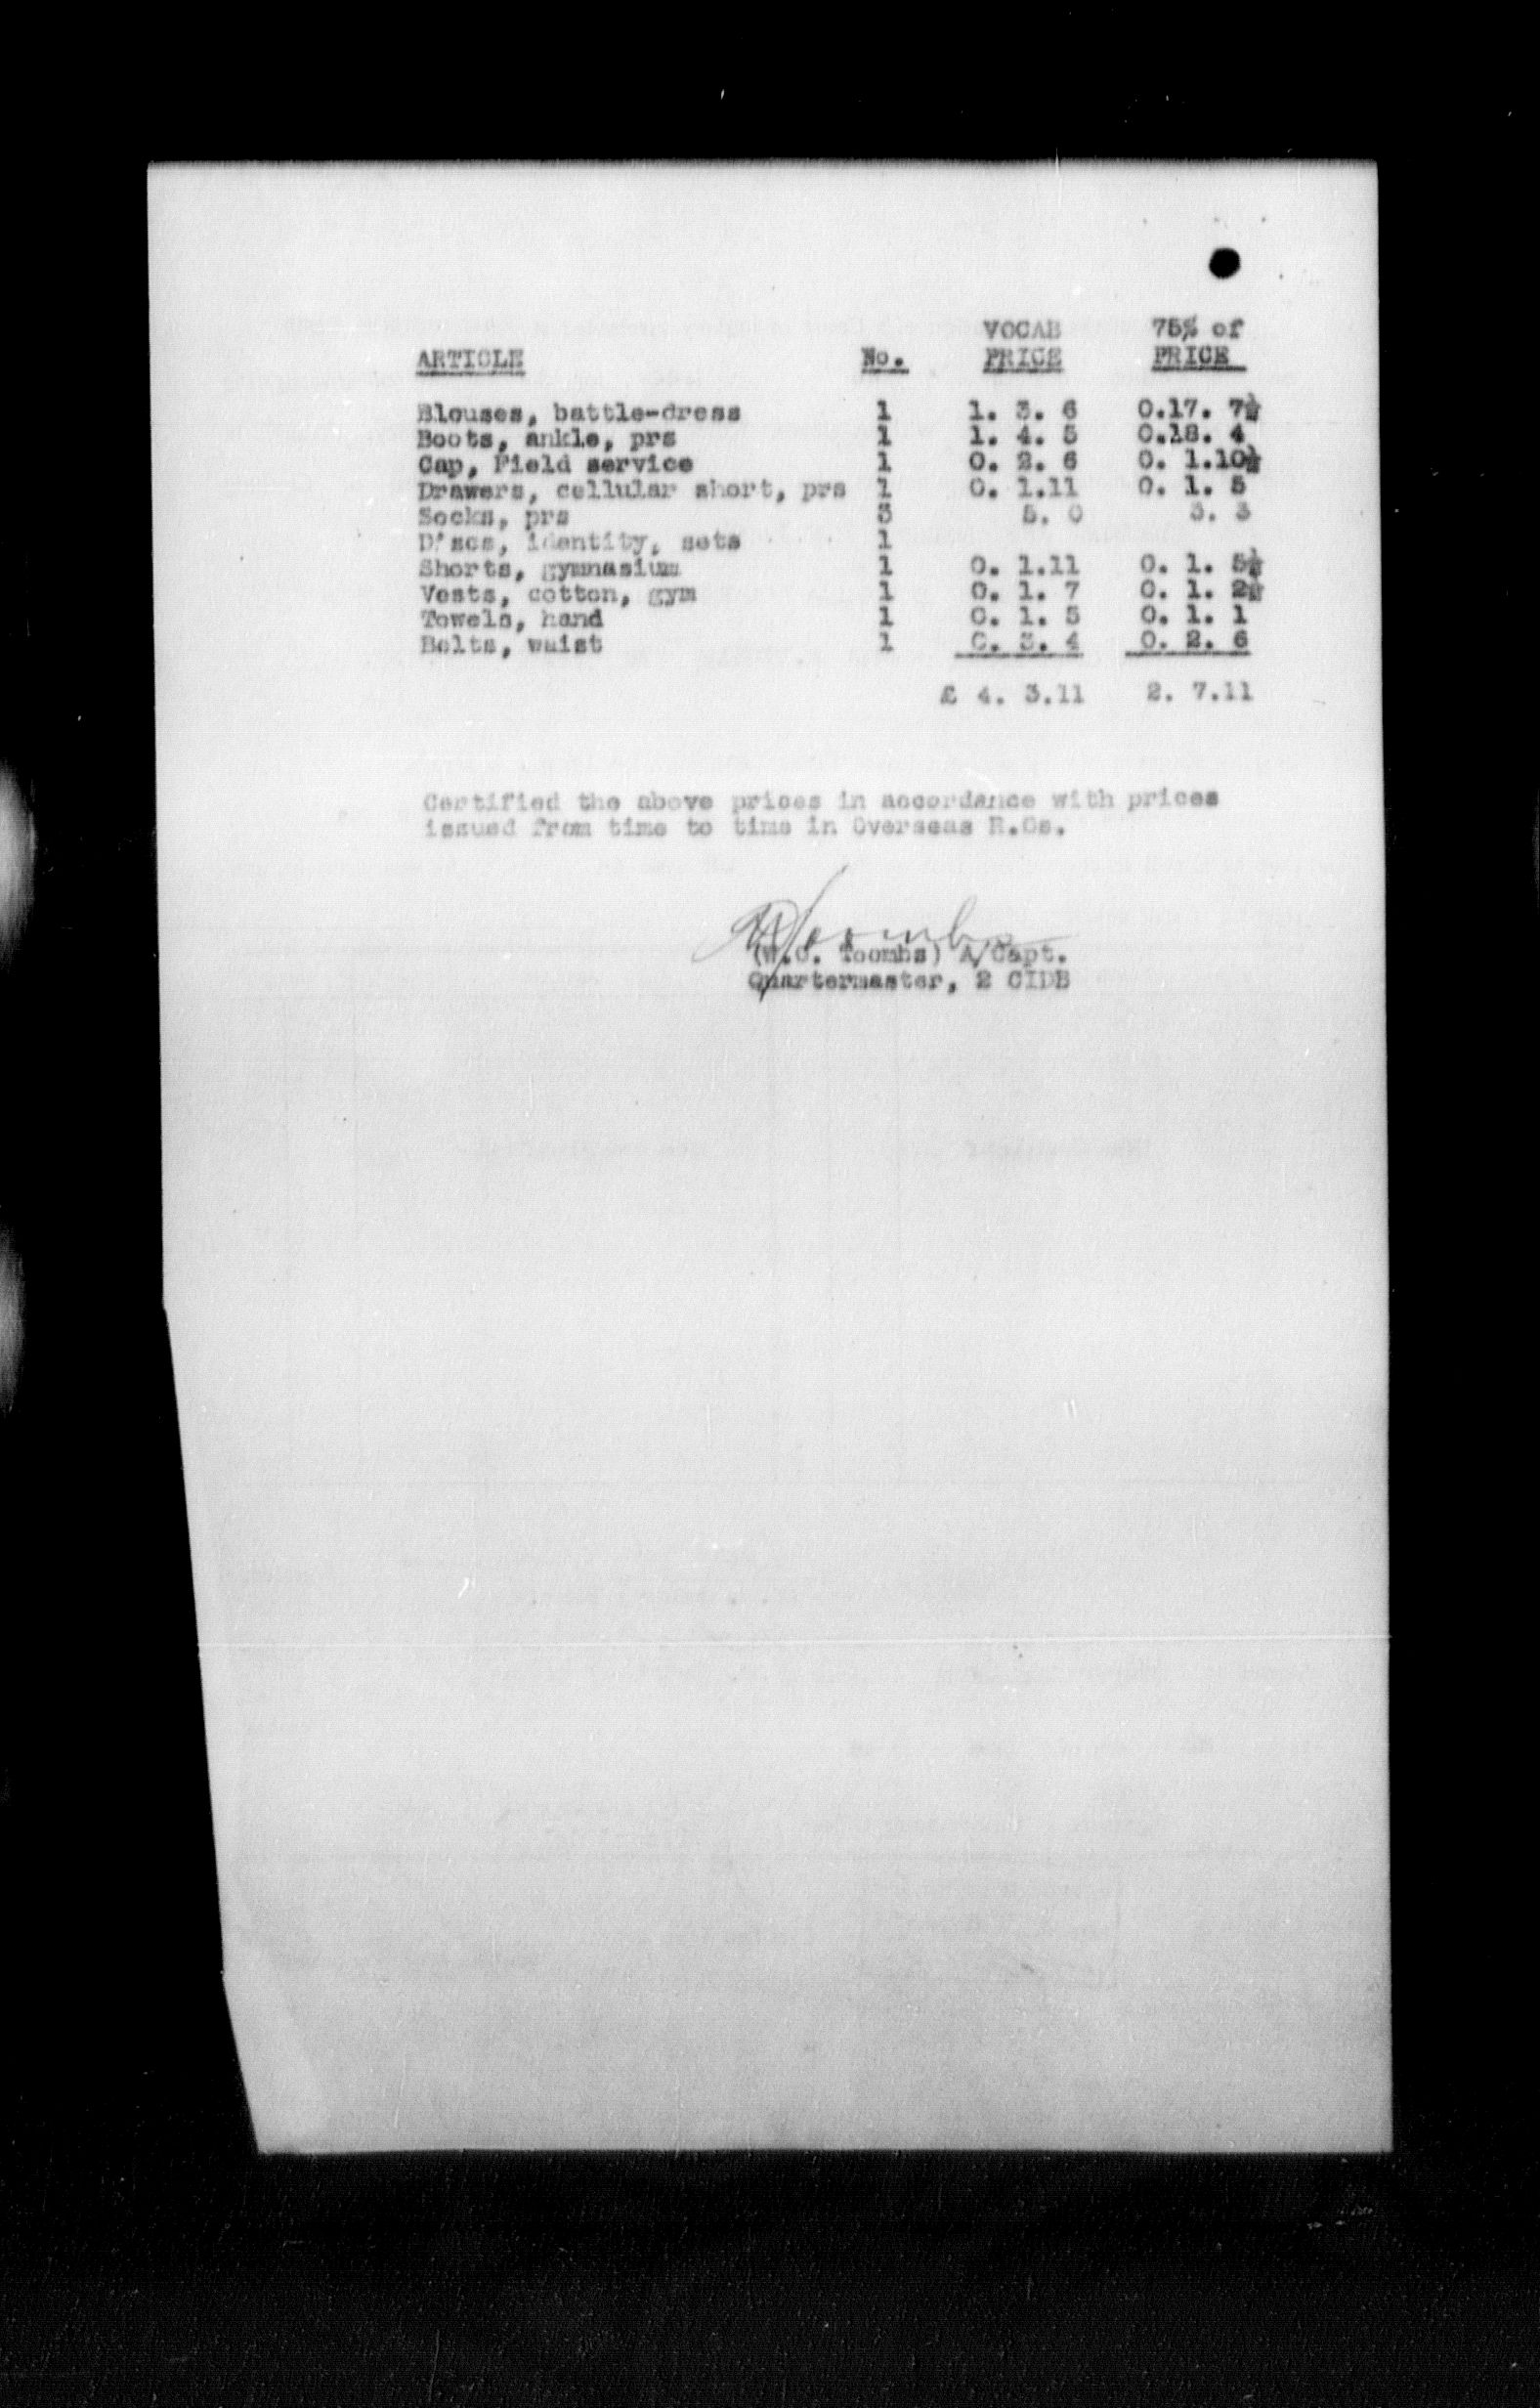 VOCAB 75% of
ARTICLE No. PRICE PRICE
Blouses, battle-dress 1 1. 3. 6 0.17. 7½
Boots, ankle, prs 1 1. 4. 5 0.18. 4
Cap, Field service 1 0. 2. 6 0. 1.10½
Drawers, cellular short, prs 1 0. 1.11 0. 1. 5
Socks, prs 3 5. 0 3. 3
D'scs, identity, sets 1
Shorts, gymnasium 1 0. 1.11 0. 1. 5½
Vests, cotton, gym 1 0. 1. 7 0. 1. 2½
Towels, hand 1 0. 1. 5 0. 1. 1
Belts, waist 1 0. 3. 4 0. 2. 6
£ 4. 3.11 2. 7.11
Certified the above prices in accordance with prices
issued from time to time in Overseas R.Os.
WToombs
(W.C. Toombs) A/Capt.
Quartermaster, 2 CIDB